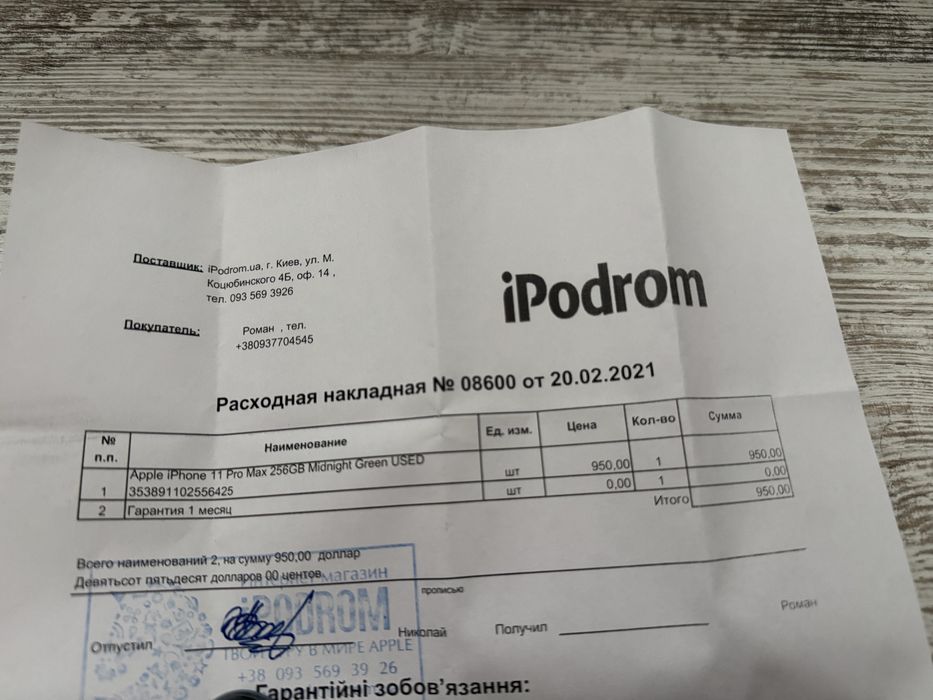 Поставщик: iPodrom.ua, г. Киев, ул. М.
Коцюбинского 4Б, оф. 14 ,
тел. 093 569 3926
iPodrom
Покупатель: Роман , тел.
+380937704545
Расходная накладная № 08600 от 20.02.2021
№ п.п. Наименование Ед. изм. Цена Кол-во Сумма
1 Apple iPhone 11 Pro Max 256GB Midnight Green USED шт 950,00 1 950.00
353891102556425
2 Гарантия 1 месяц шт 0,00 1 0.00
Итого 950,00
Всего наименований 2, на сумму 950,00 доллар
Девятьсот пятьдесят долларов 00 центов
прописью
Интернет магазин
iPODROM
Отпустил Николай Получил Роман
В МИРЕ APPLE
+38 093 569 39 26
Гарантійні зобов'язання: